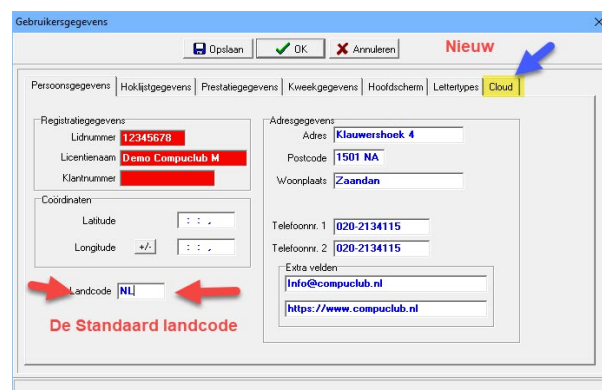 Gebruikersgegevens
Opslaan OK Annuleren Nieuw
Persoonsgegevens Hoklijstgegevens Prestatiegegevens Kweekgegevens Hoofdscherm Lettertypes Cloud
Registratiegegevens
Lidnummer 12345678
Licentienaam Demo Compuclub M
Klantnummer
Coördinaten
Latitude : : ,
Longitude +/- : : ,
Landcode NL
De Standaard landcode
Adresgegevens
Adres Klauwershoek 4
Postcode 1501 NA
Woonplaats Zaandan
Telefoonnr. 1 020-2134115
Telefoonnr. 2 020-2134115
Extra velden
Info@compuclub.nl
https://www.compuclub.nl